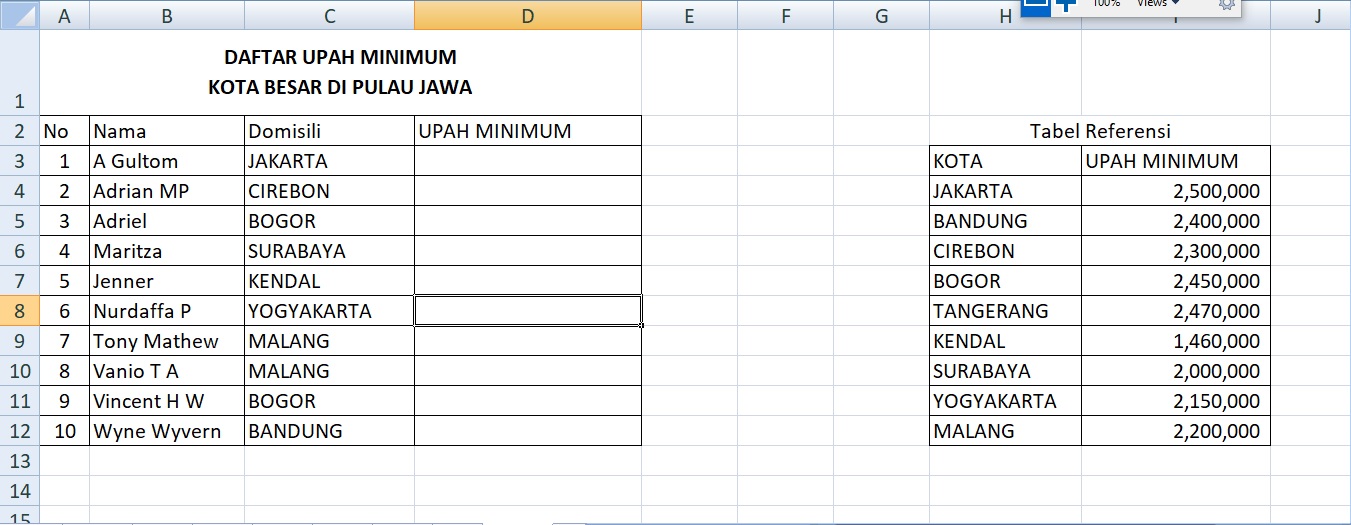 100% Views
A B C D E F G H I J
1 DAFTAR UPAH MINIMUM
KOTA BESAR DI PULAU JAWA
2 No Nama Domisili UPAH MINIMUM Tabel Referensi
3 1 A Gultom JAKARTA KOTA UPAH MINIMUM
4 2 Adrian MP CIREBON JAKARTA 2,500,000
5 3 Adriel BOGOR BANDUNG 2,400,000
6 4 Maritza SURABAYA CIREBON 2,300,000
7 5 Jenner KENDAL BOGOR 2,450,000
8 6 Nurdaffa P YOGYAKARTA TANGERANG 2,470,000
9 7 Tony Mathew MALANG KENDAL 1,460,000
10 8 Vanio T A MALANG SURABAYA 2,000,000
11 9 Vincent H W BOGOR YOGYAKARTA 2,150,000
12 10 Wyne Wyvern BANDUNG MALANG 2,200,000
13
14
15